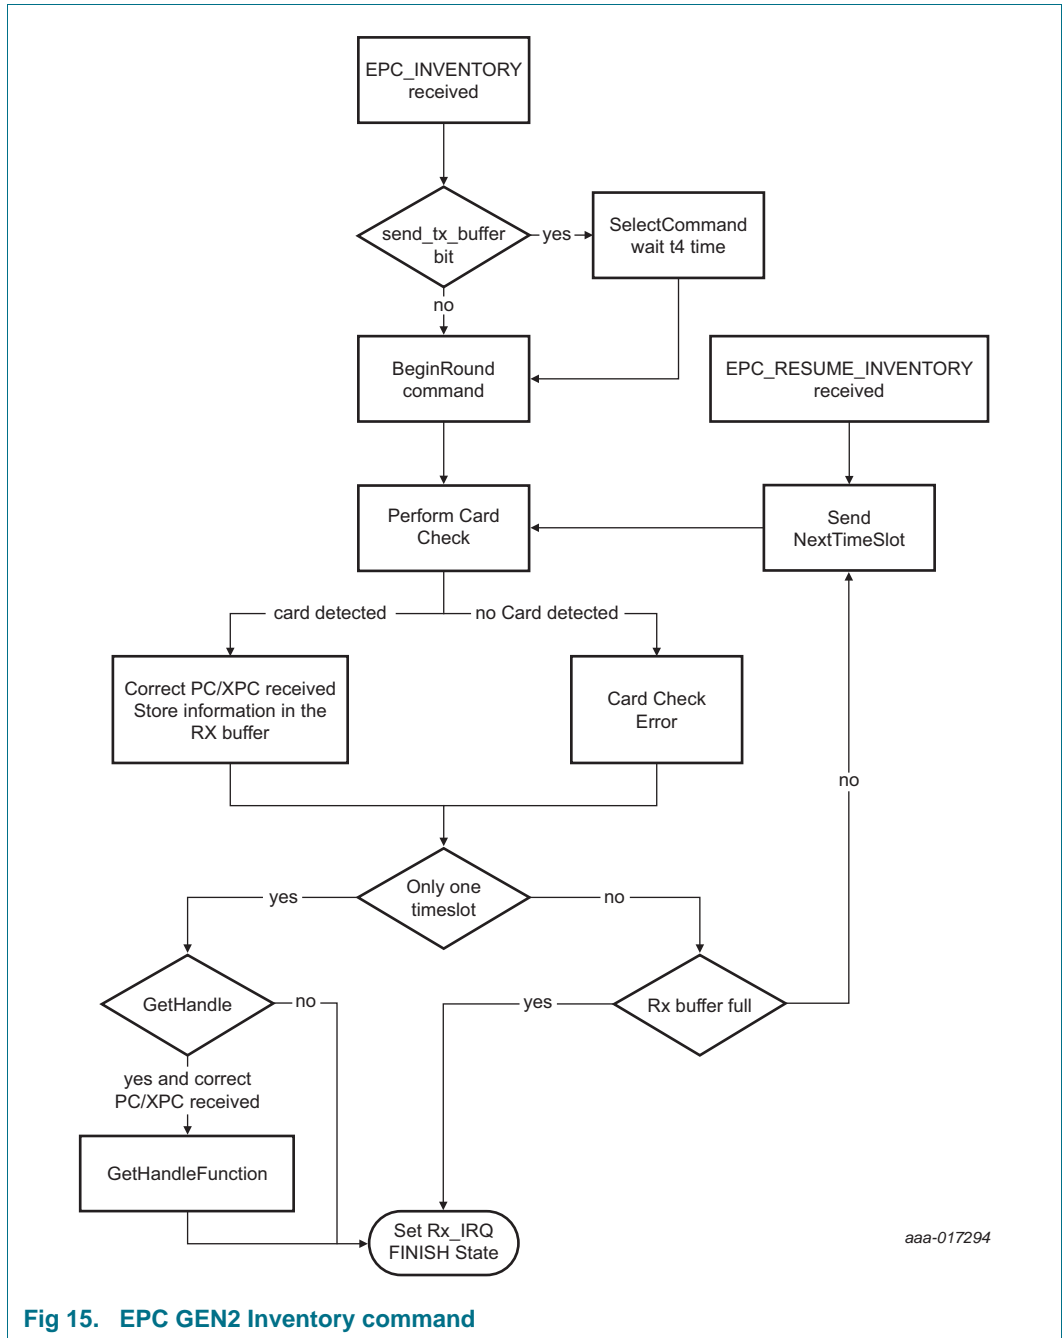 EPC_INVENTORY
received
send_tx_buffer
bit
yes
SelectCommand
wait t4 time
no
BeginRound
command
EPC_RESUME_INVENTORY
received
Perform Card
Check
Send
NextTimeSlot
card detected
no Card detected
Correct PC/XPC received
Store information in the
RX buffer
Card Check
Error
no
Only one
timeslot
yes
no
GetHandle
no
yes
Rx buffer full
yes and correct
PC/XPC received
GetHandleFunction
Set Rx_IRQ
FINISH State
aaa-017294
Fig 15. EPC GEN2 Inventory command